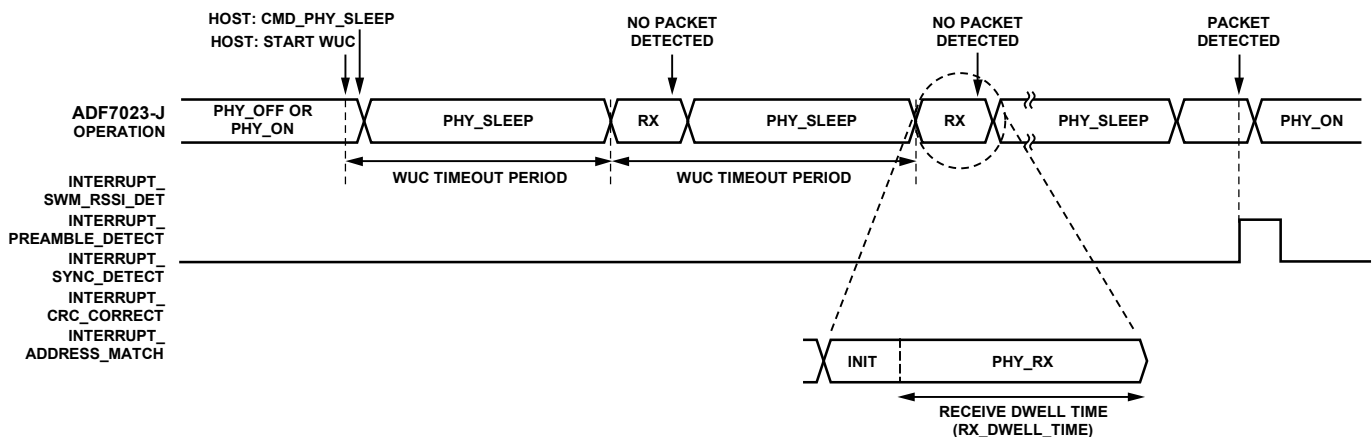 HOST: CMD_PHY_SLEEP
HOST: START WUC
NO PACKET
DETECTED
NO PACKET
DETECTED
PACKET
DETECTED
ADF7023-J
OPERATION
PHY_OFF OR
PHY_ON
PHY_SLEEP
RX
PHY_SLEEP
RX
PHY_SLEEP
PHY_ON
WUC TIMEOUT PERIOD
WUC TIMEOUT PERIOD
INTERRUPT_
SWM_RSSI_DET
INTERRUPT_
PREAMBLE_DETECT
INTERRUPT_
SYNC_DETECT
INTERRUPT_
CRC_CORRECT
INTERRUPT_
ADDRESS_MATCH
INIT
PHY_RX
RECEIVE DWELL TIME
(RX_DWELL_TIME)